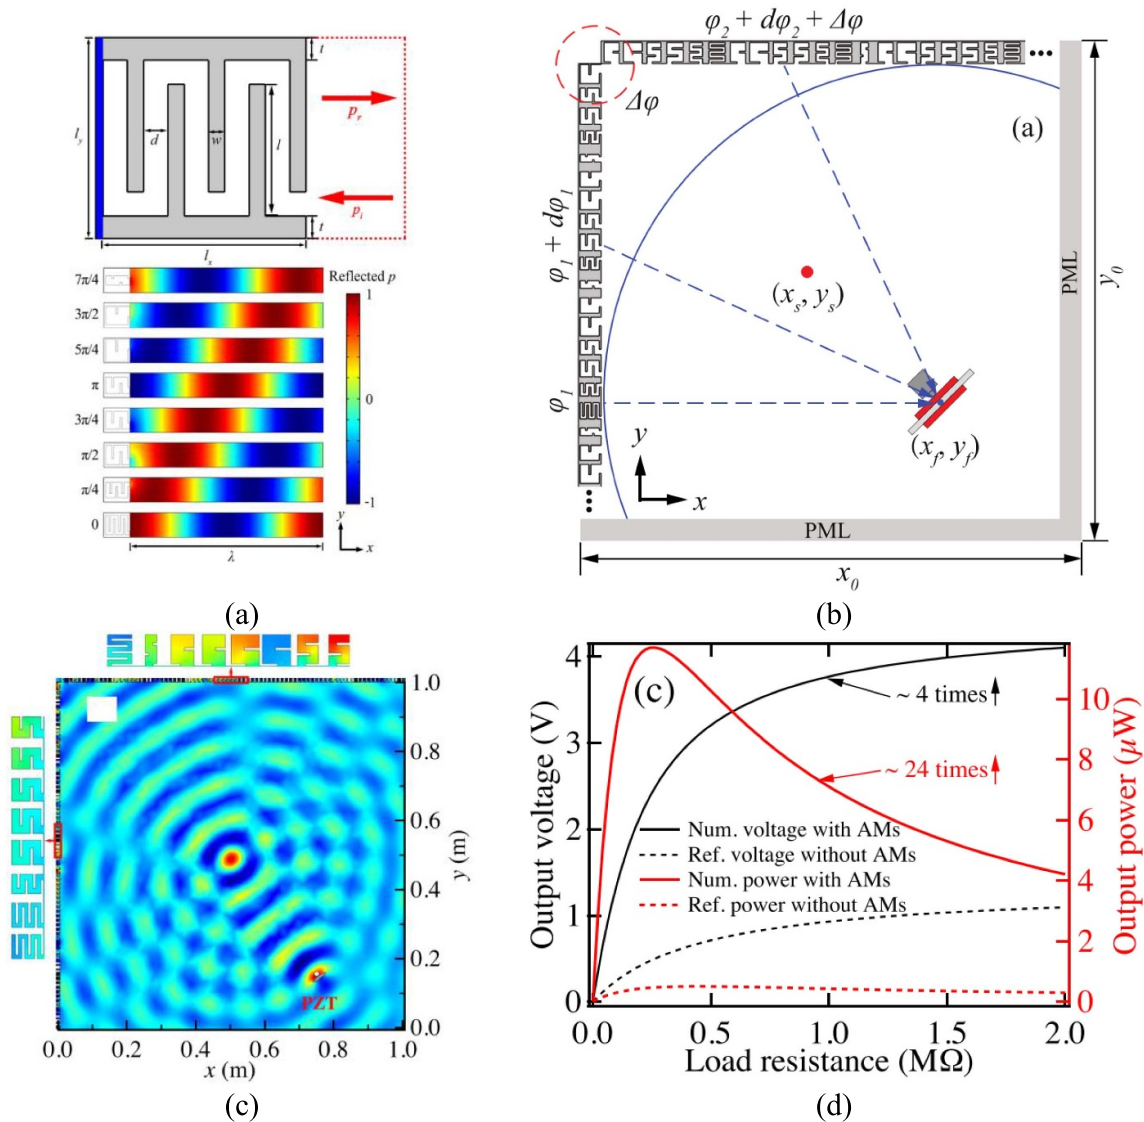 t
p_r
l_y
d
w
l
p_i
t
l_x
Reflected p
7π/4
3π/2
5π/4
π
3π/4
π/2
π/4
0
1
0
-1
λ
y
x
(a)
φ_2 + dφ_2 + Δφ
Δφ
(a)
φ_1 + dφ_1
φ_1
(x_s, y_s)
(x_f, y_f)
y
x
PML
PML
y_0
x_0
(b)
1.0
0.8
0.6
0.4
0.2
0.0
y (m)
PZT
0.0 0.2 0.4 0.6 0.8 1.0
x (m)
(c)
(c)
~ 4 times
~ 24 times
Num. voltage with AMs
Ref. voltage without AMs
Num. power with AMs
Ref. power without AMs
Output voltage (V)
4
3
2
1
0
Output power (μW)
10
8
6
4
2
0
0.0 0.5 1.0 1.5 2.0
Load resistance (MΩ)
(d)